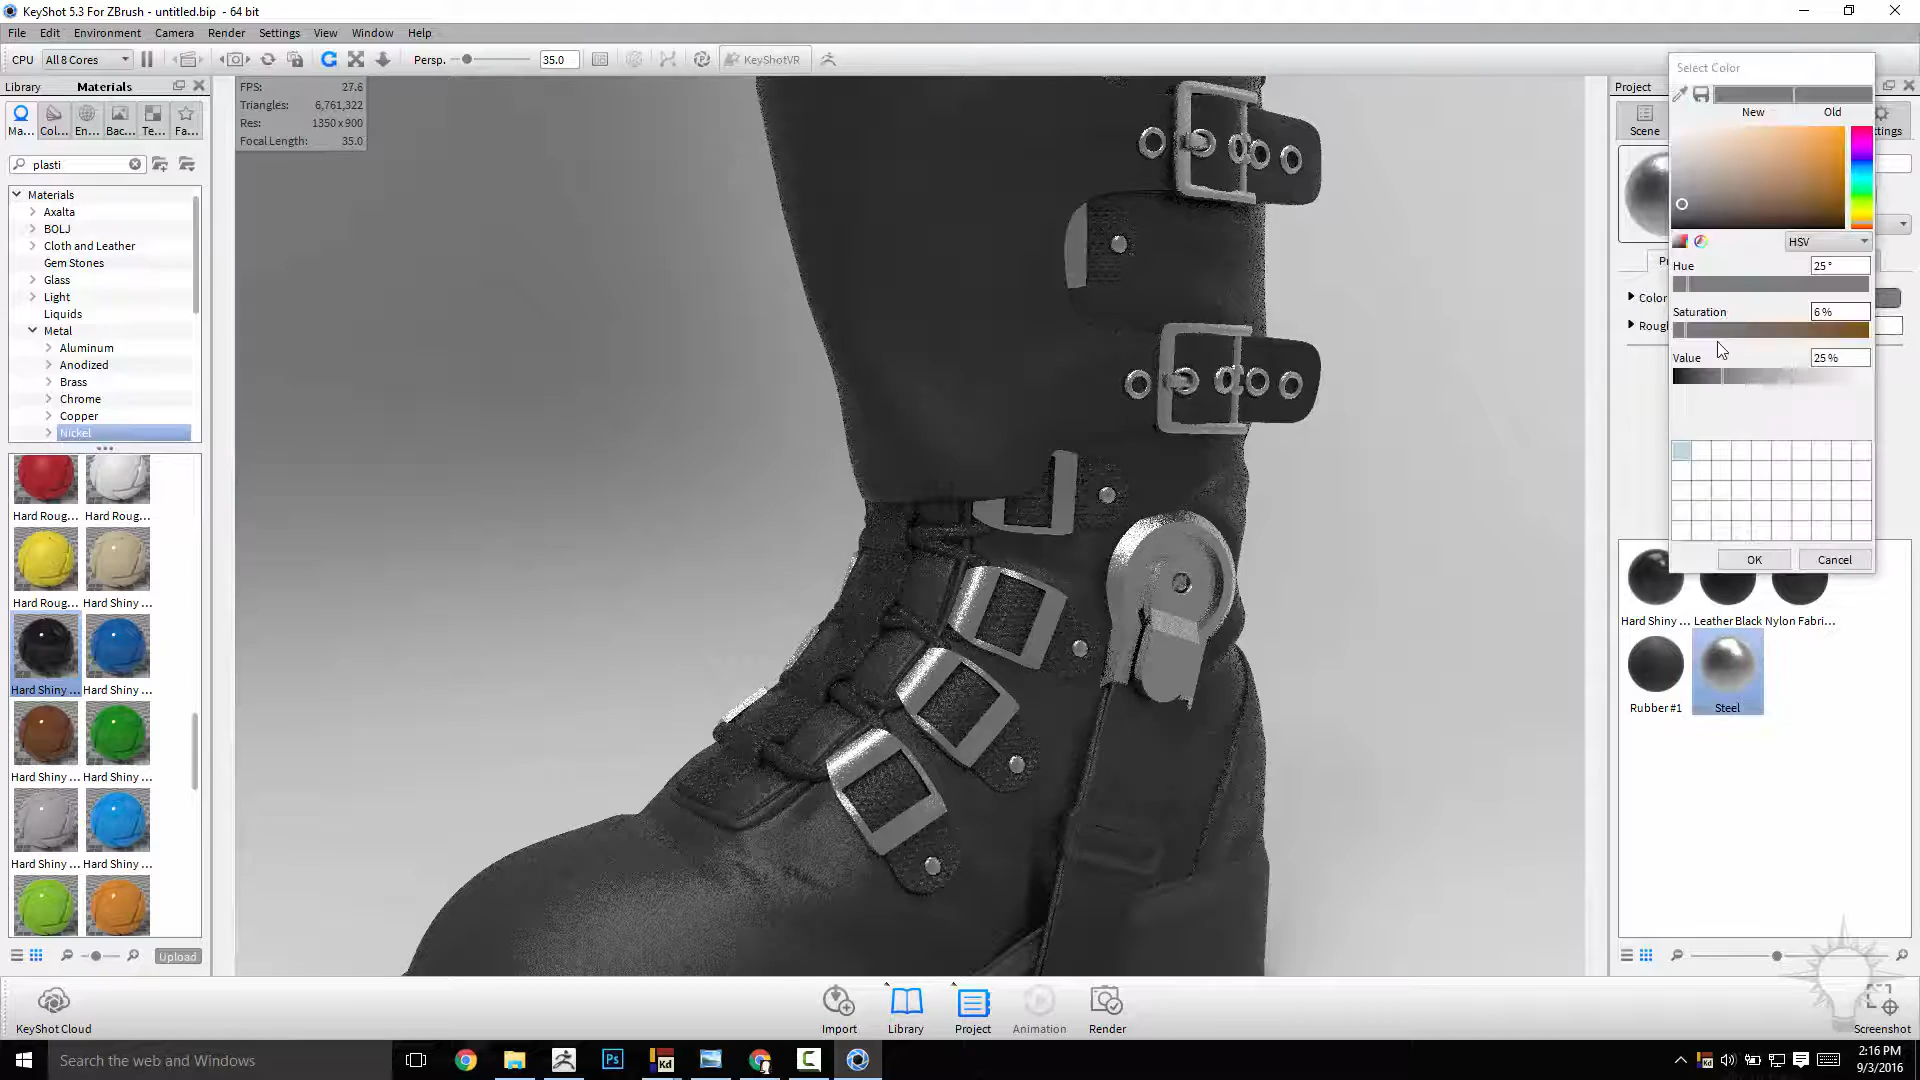 KeyShot 5.3 For ZBrush - untitled.bip - 64 bit
File Edit Environment Camera Render Settings View Window Help
CPU All 8 Cores Persp. 35.0 KeyShotVR
Library Materials
Ma... Col... En... Bac... Te... Fa...
plasti
Materials
Axalta
BOLJ
Cloth and Leather
Gem Stones
Glass
Light
Liquids
Metal
Aluminum
Anodized
Brass
Chrome
Copper
Nickel
Hard Roug... Hard Roug...
Hard Roug... Hard Shiny ...
Hard Shiny ... Hard Shiny ...
Hard Shiny ... Hard Shiny ...
Hard Shiny ... Hard Shiny ...
Upload
FPS: 27.6
Triangles: 6,761,322
Res: 1350 x 900
Focal Length: 35.0
Project
Scene
ttings
Color
Rough
Select Color
New Old
HSV
Hue 25 °
Saturation 6 %
Value 25 %
OK Cancel
Hard Shiny ... Leather Black Nylon Fabri...
Rubber #1 Steel
KeyShot Cloud Import Library Project Animation Render Screenshot
Search the web and Windows
Ps
Kd
2:16 PM
9/3/2016